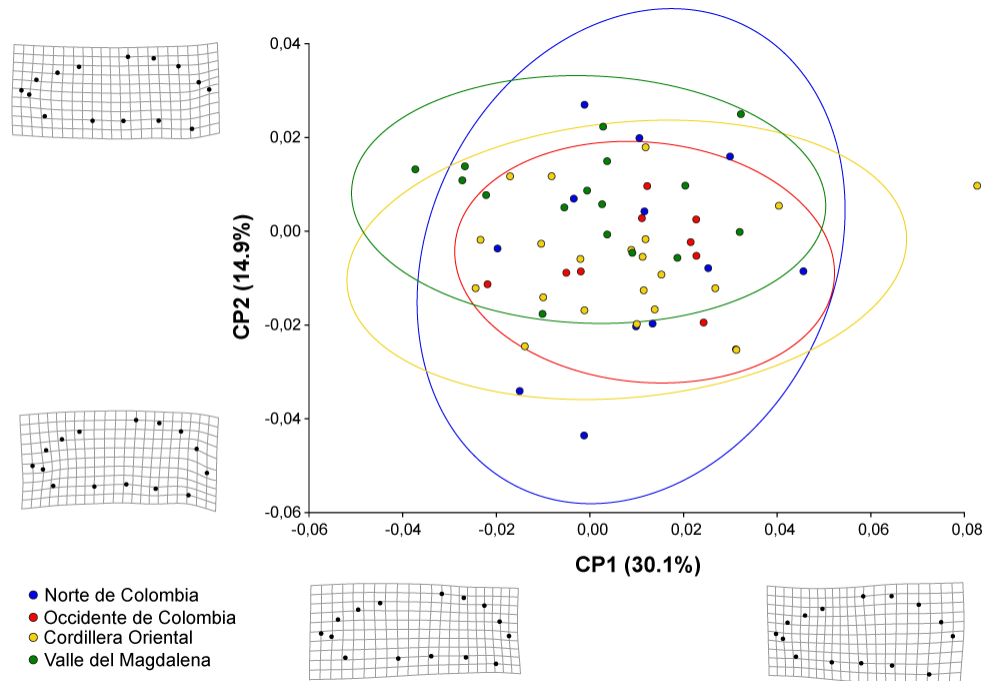 0,04
0,02
0,00
-0,02
-0,04
-0,06
CP2 (14.9%)
-0,06 -0,04 -0,02 0,00 0,02 0,04 0,06 0,08
CP1 (30.1%)
Norte de Colombia
Occidente de Colombia
Cordillera Oriental
Valle del Magdalena